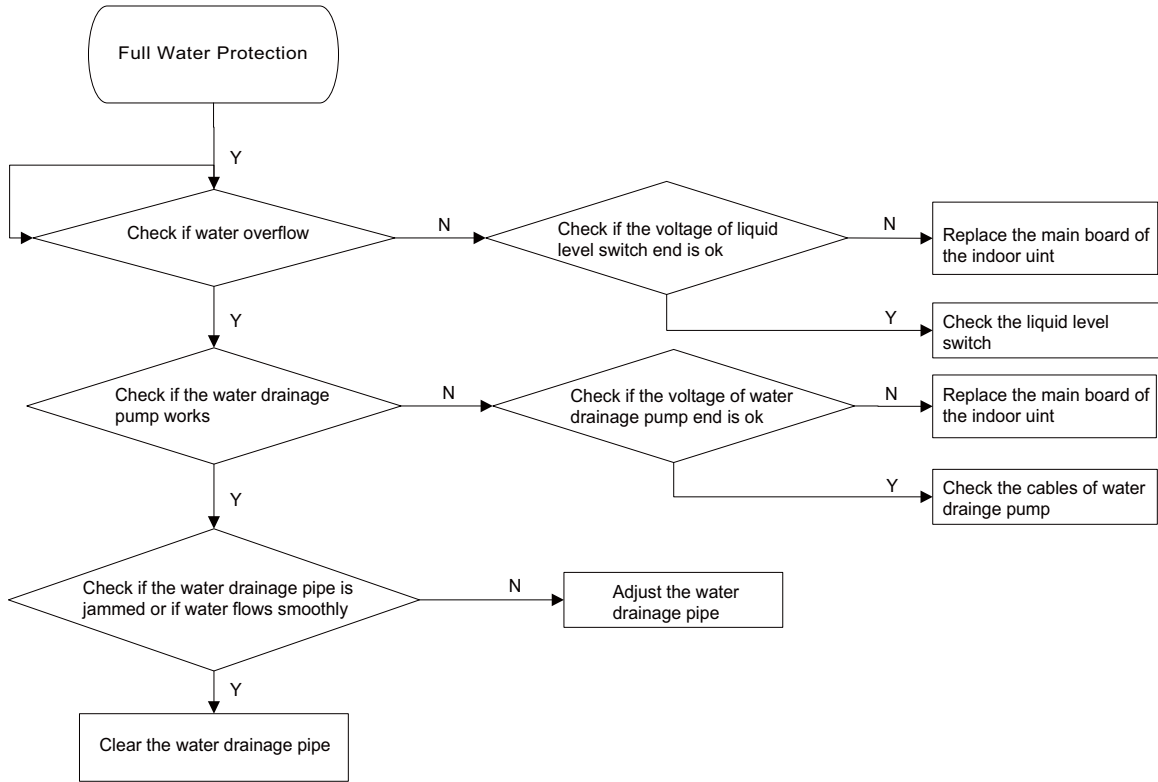 Full Water Protection
Y
Check if water overflow
N
Check if the voltage of liquid
level switch end is ok
N
Replace the main board of
the indoor uint
Y
Check the liquid level
switch
Y
Check if the water drainage
pump works
N
Check if the voltage of water
drainage pump end is ok
N
Replace the main board of
the indoor uint
Y
Check the cables of water
drainge pump
Y
Check if the water drainage pipe is
jammed or if water flows smoothly
N
Adjust the water
drainage pipe
Y
Clear the water drainage pipe